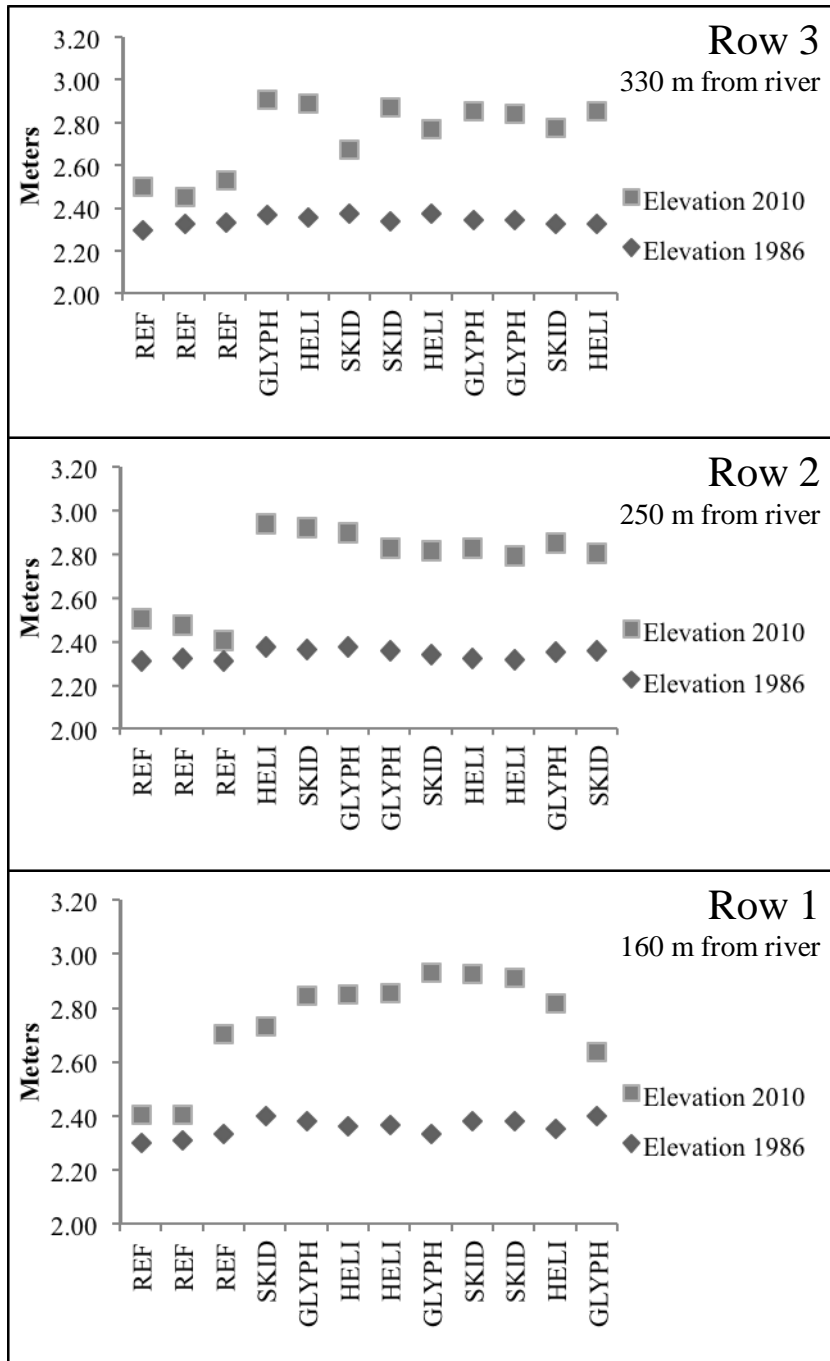 Row 3
330 m from river
Meters
3.20
3.00
2.80
2.60
2.40
2.20
2.00
REF
REF
REF
GLYPH
HELI
SKID
SKID
HELI
GLYPH
GLYPH
SKID
HELI
Elevation 2010
Elevation 1986
Row 2
250 m from river
Meters
3.20
3.00
2.80
2.60
2.40
2.20
2.00
REF
REF
REF
HELI
SKID
GLYPH
GLYPH
SKID
HELI
HELI
GLYPH
SKID
Elevation 2010
Elevation 1986
Row 1
160 m from river
Meters
3.20
3.00
2.80
2.60
2.40
2.20
2.00
REF
REF
REF
SKID
GLYPH
HELI
HELI
GLYPH
SKID
SKID
HELI
GLYPH
Elevation 2010
Elevation 1986